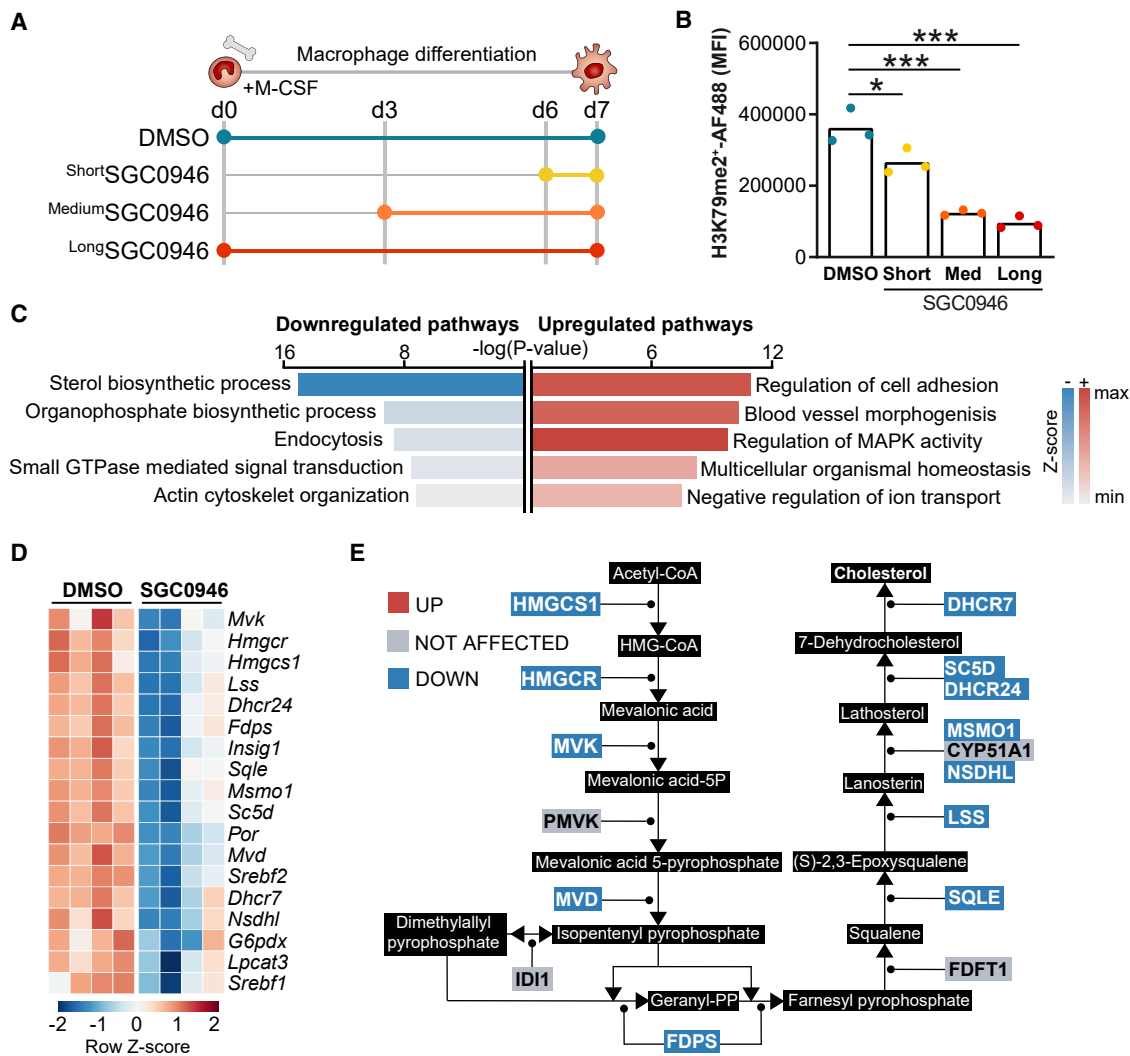 A
Macrophage differentiation
+M-CSF
d0 d3 d6 d7
DMSO
ShortSGC0946
MediumSGC0946
LongSGC0946
B
H3K79me2+-AF488 (MFI)
600000
400000
200000
0
***
***
*
DMSO Short Med Long
SGC0946
C
Downregulated pathways Upregulated pathways
16 8 -log(P-value) 6 12
Sterol biosynthetic process Regulation of cell adhesion
Organophosphate biosynthetic process Blood vessel morphogenisis
Endocytosis Regulation of MAPK activity
Small GTPase mediated signal transduction Multicellular organismal homeostasis
Actin cytoskelet organization Negative regulation of ion transport
- +
max
Z-score
min
D
DMSO SGC0946
Mvk
Hmgcr
Hmgcs1
Lss
Dhcr24
Fdps
Insig1
Sqle
Msmo1
Sc5d
Por
Mvd
Srebf2
Dhcr7
Nsdhl
G6pdx
Lpcat3
Srebf1
-2 -1 0 1 2
Row Z-score
E
UP
NOT AFFECTED
DOWN
Acetyl-CoA
HMGCS1
HMG-CoA
HMGCR
Mevalonic acid
MVK
Mevalonic acid-5P
PMVK
Mevalonic acid 5-pyrophosphate
MVD
Dimethylallyl
pyrophosphate
Isopentenyl pyrophosphate
IDI1
Geranyl-PP
Farnesyl pyrophosphate
FDPS
Cholesterol
DHCR7
7-Dehydrocholesterol
SC5D
DHCR24
Lathosterol
MSMO1
CYP51A1
NSDHL
Lanosterin
LSS
(S)-2,3-Epoxysqualene
SQLE
Squalene
FDFT1